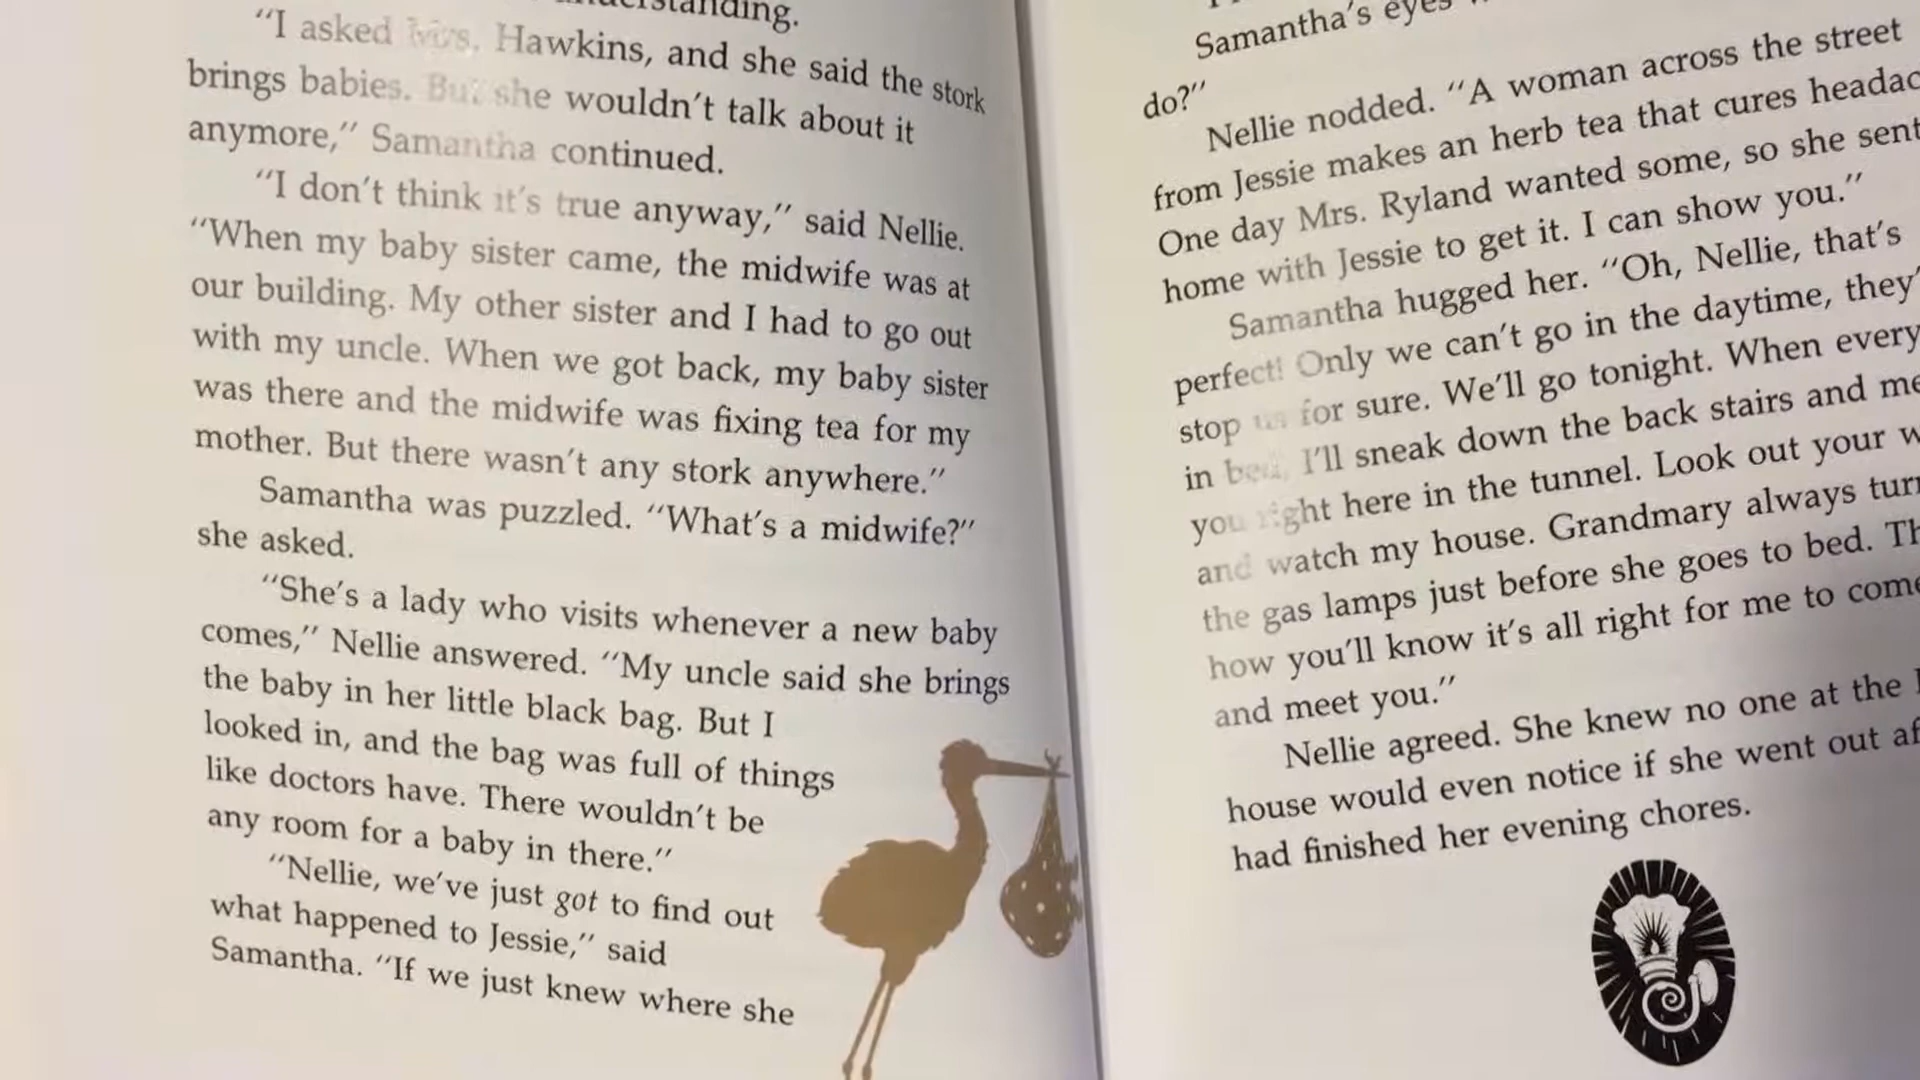 understanding.
"I asked Mrs. Hawkins, and she said the stork
brings babies. But she wouldn't talk about it
anymore," Samantha continued.
"I don't think it's true anyway," said Nellie.
"When my baby sister came, the midwife was at
our building. My other sister and I had to go out
with my uncle. When we got back, my baby sister
was there and the midwife was fixing tea for my
mother. But there wasn't any stork anywhere."
Samantha was puzzled. "What's a midwife?"
she asked.
"She's a lady who visits whenever a new baby
comes," Nellie answered. "My uncle said she brings
the baby in her little black bag. But I
looked in, and the bag was full of things
like doctors have. There wouldn't be
any room for a baby in there."
"Nellie, we've just got to find out
what happened to Jessie," said
Samantha. "If we just knew where she
Samantha's eyes
do?"
Nellie nodded. "A woman across the street
from Jessie makes an herb tea that cures
One day Mrs. Ryland wanted some, so she sent
home with Jessie to get it. I can show you."
Samantha hugged her. "Oh, Nellie, that's
perfect! Only we can't go in the daytime,
stop us for sure. We'll go tonight. When
in bed, I'll sneak down the back stairs and
you right here in the tunnel. Look out your
and watch my house. Grandmary always
the gas lamps just before she goes to bed.
how you'll know it's all right for me to come
and meet you."
Nellie agreed. She knew no one at the
house would even notice if she went out
had finished her evening chores.